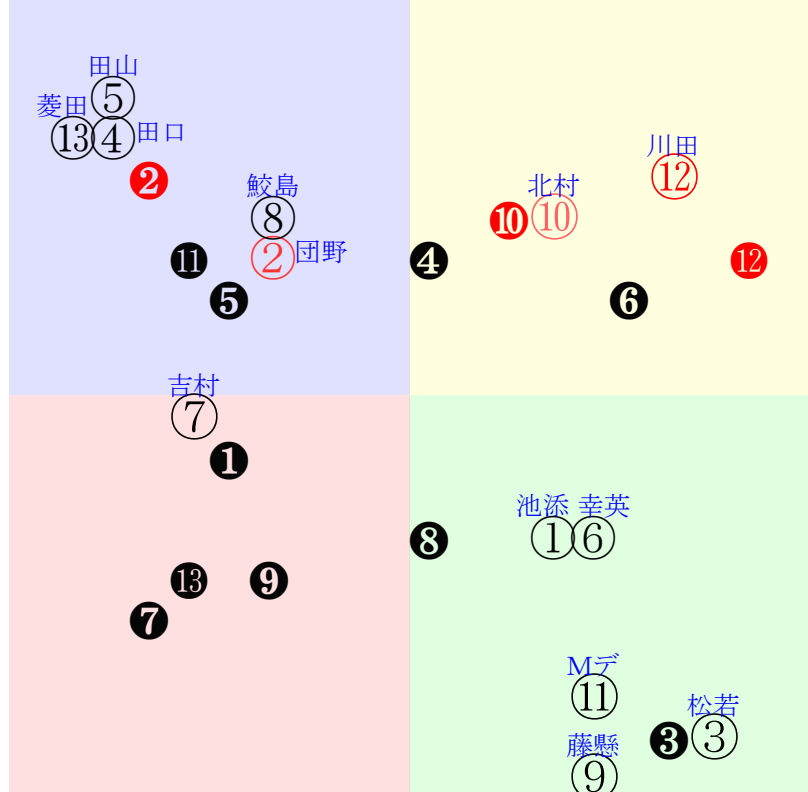 田山
⑤
菱田
⑬④田口
❷
鮫島
⑧
②団野
⓫
❺
川田
⑫
北村
❿⑩
❹
⓬
❻
吉村
⑦
❶
⓭
❾
❼
池添 幸英
①⑥
❽
Mデ
⑪
松若
❸③
藤懸
⑨